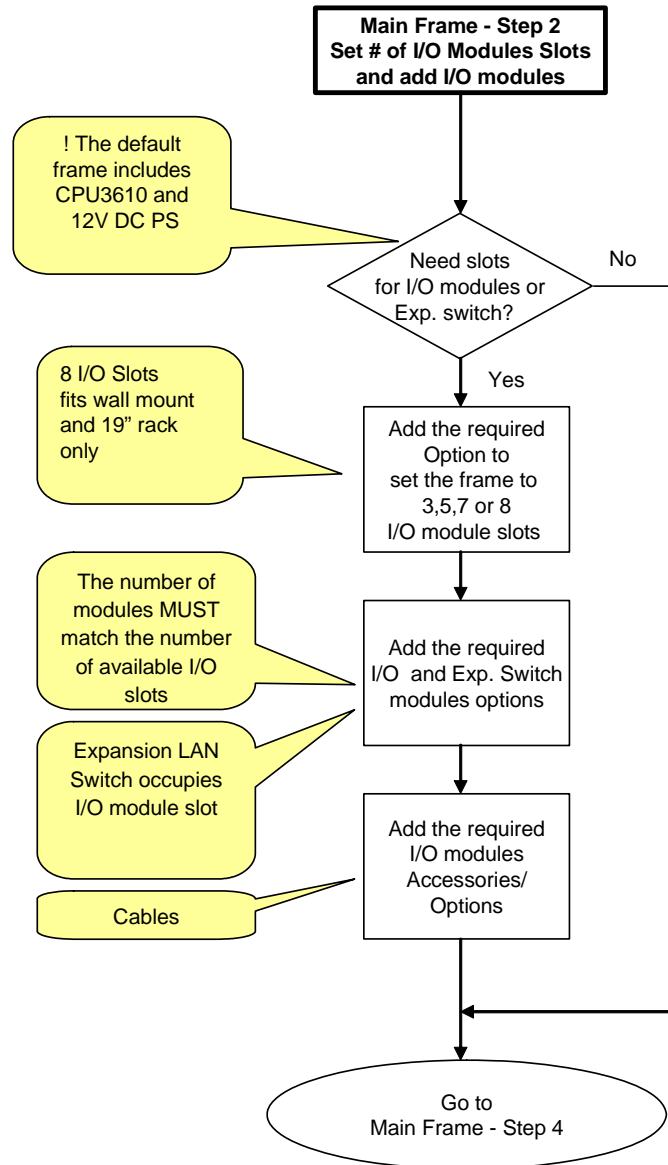 Main Frame - Step 2
Set # of I/O Modules Slots
and add I/O modules
! The default
frame includes
CPU3610 and
12V DC PS
Need slots
for I/O modules or
Exp. switch?
No
Yes
8 I/O Slots
fits wall mount
and 19” rack
only
Add the required
Option to
set the frame to
3,5,7 or 8
I/O module slots
The number of
modules MUST
match the number
of available I/O
slots
Add the required
I/O and Exp. Switch
modules options
Expansion LAN
Switch occupies
I/O module slot
Add the required
I/O modules
Accessories/
Options
Cables
Go to
Main Frame - Step 4